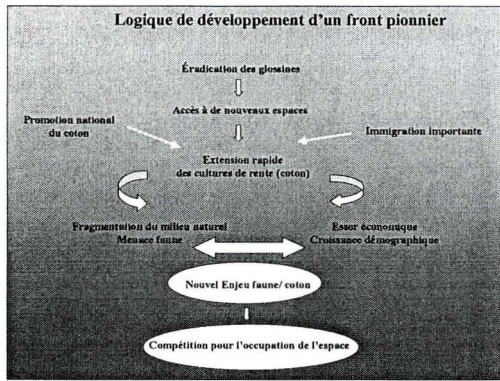 Logique de développement d'un front pionnier
Éradication des glossines
Accès à de nouveaux espaces
Promotion national
du coton
Immigration importante
Extension rapide
des cultures de rente (coton)
Fragmentation du milieu naturel
Menace faune
Essor économique
Croissance démographique
Nouvel Enjeu faune/ coton
Compétition pour l'occupation de l'espace